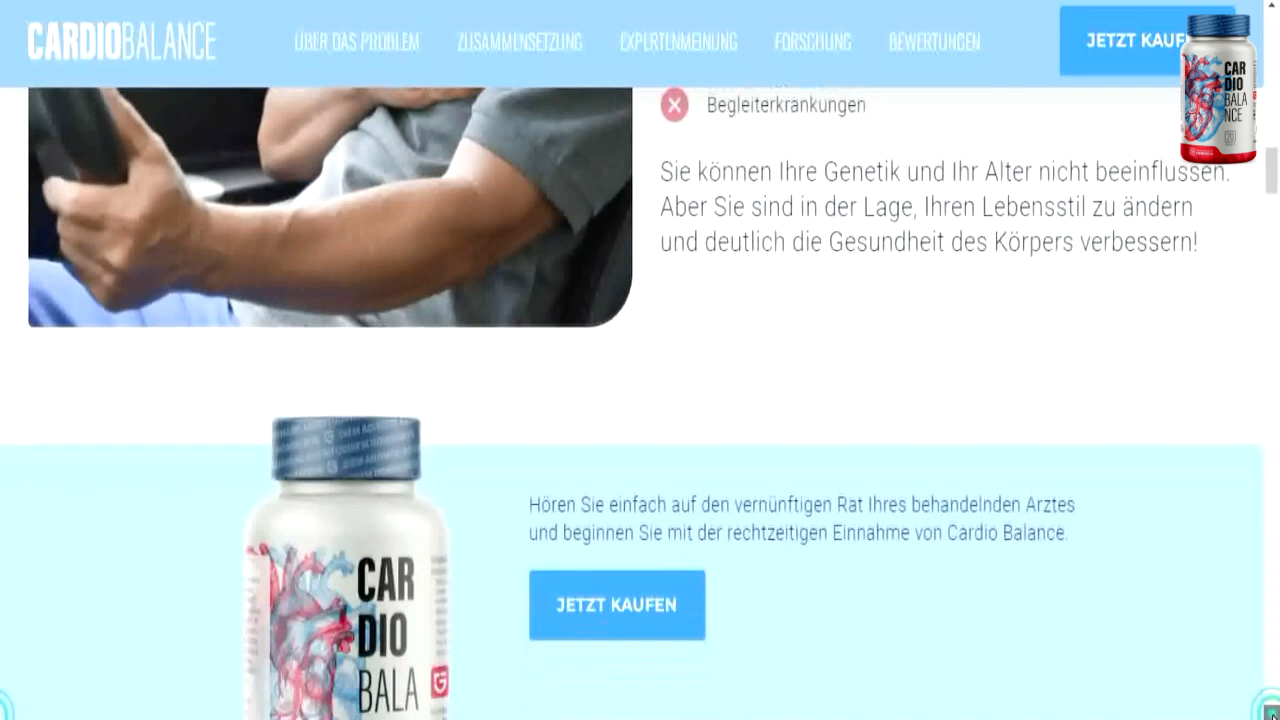 CARDIOBALANCE
ÜBER DAS PROBLEM
ZUSAMMENSETZUNG
EXPERTENMEINUNG
FORSCHUNG
BEWERTUNGEN
JETZT KAUF
CAR
DIO
BALA
NCE
Begleiterkrankungen
Sie können Ihre Genetik und Ihr Alter nicht beeinflussen.
Aber Sie sind in der Lage, Ihren Lebensstil zu ändern
und deutlich die Gesundheit des Körpers verbessern!
Hören Sie einfach auf den vernünftigen Rat Ihres behandelnden Arztes
und beginnen Sie mit der rechtzeitigen Einnahme von Cardio Balance.
JETZT KAUFEN
CAR
DIO
BALA